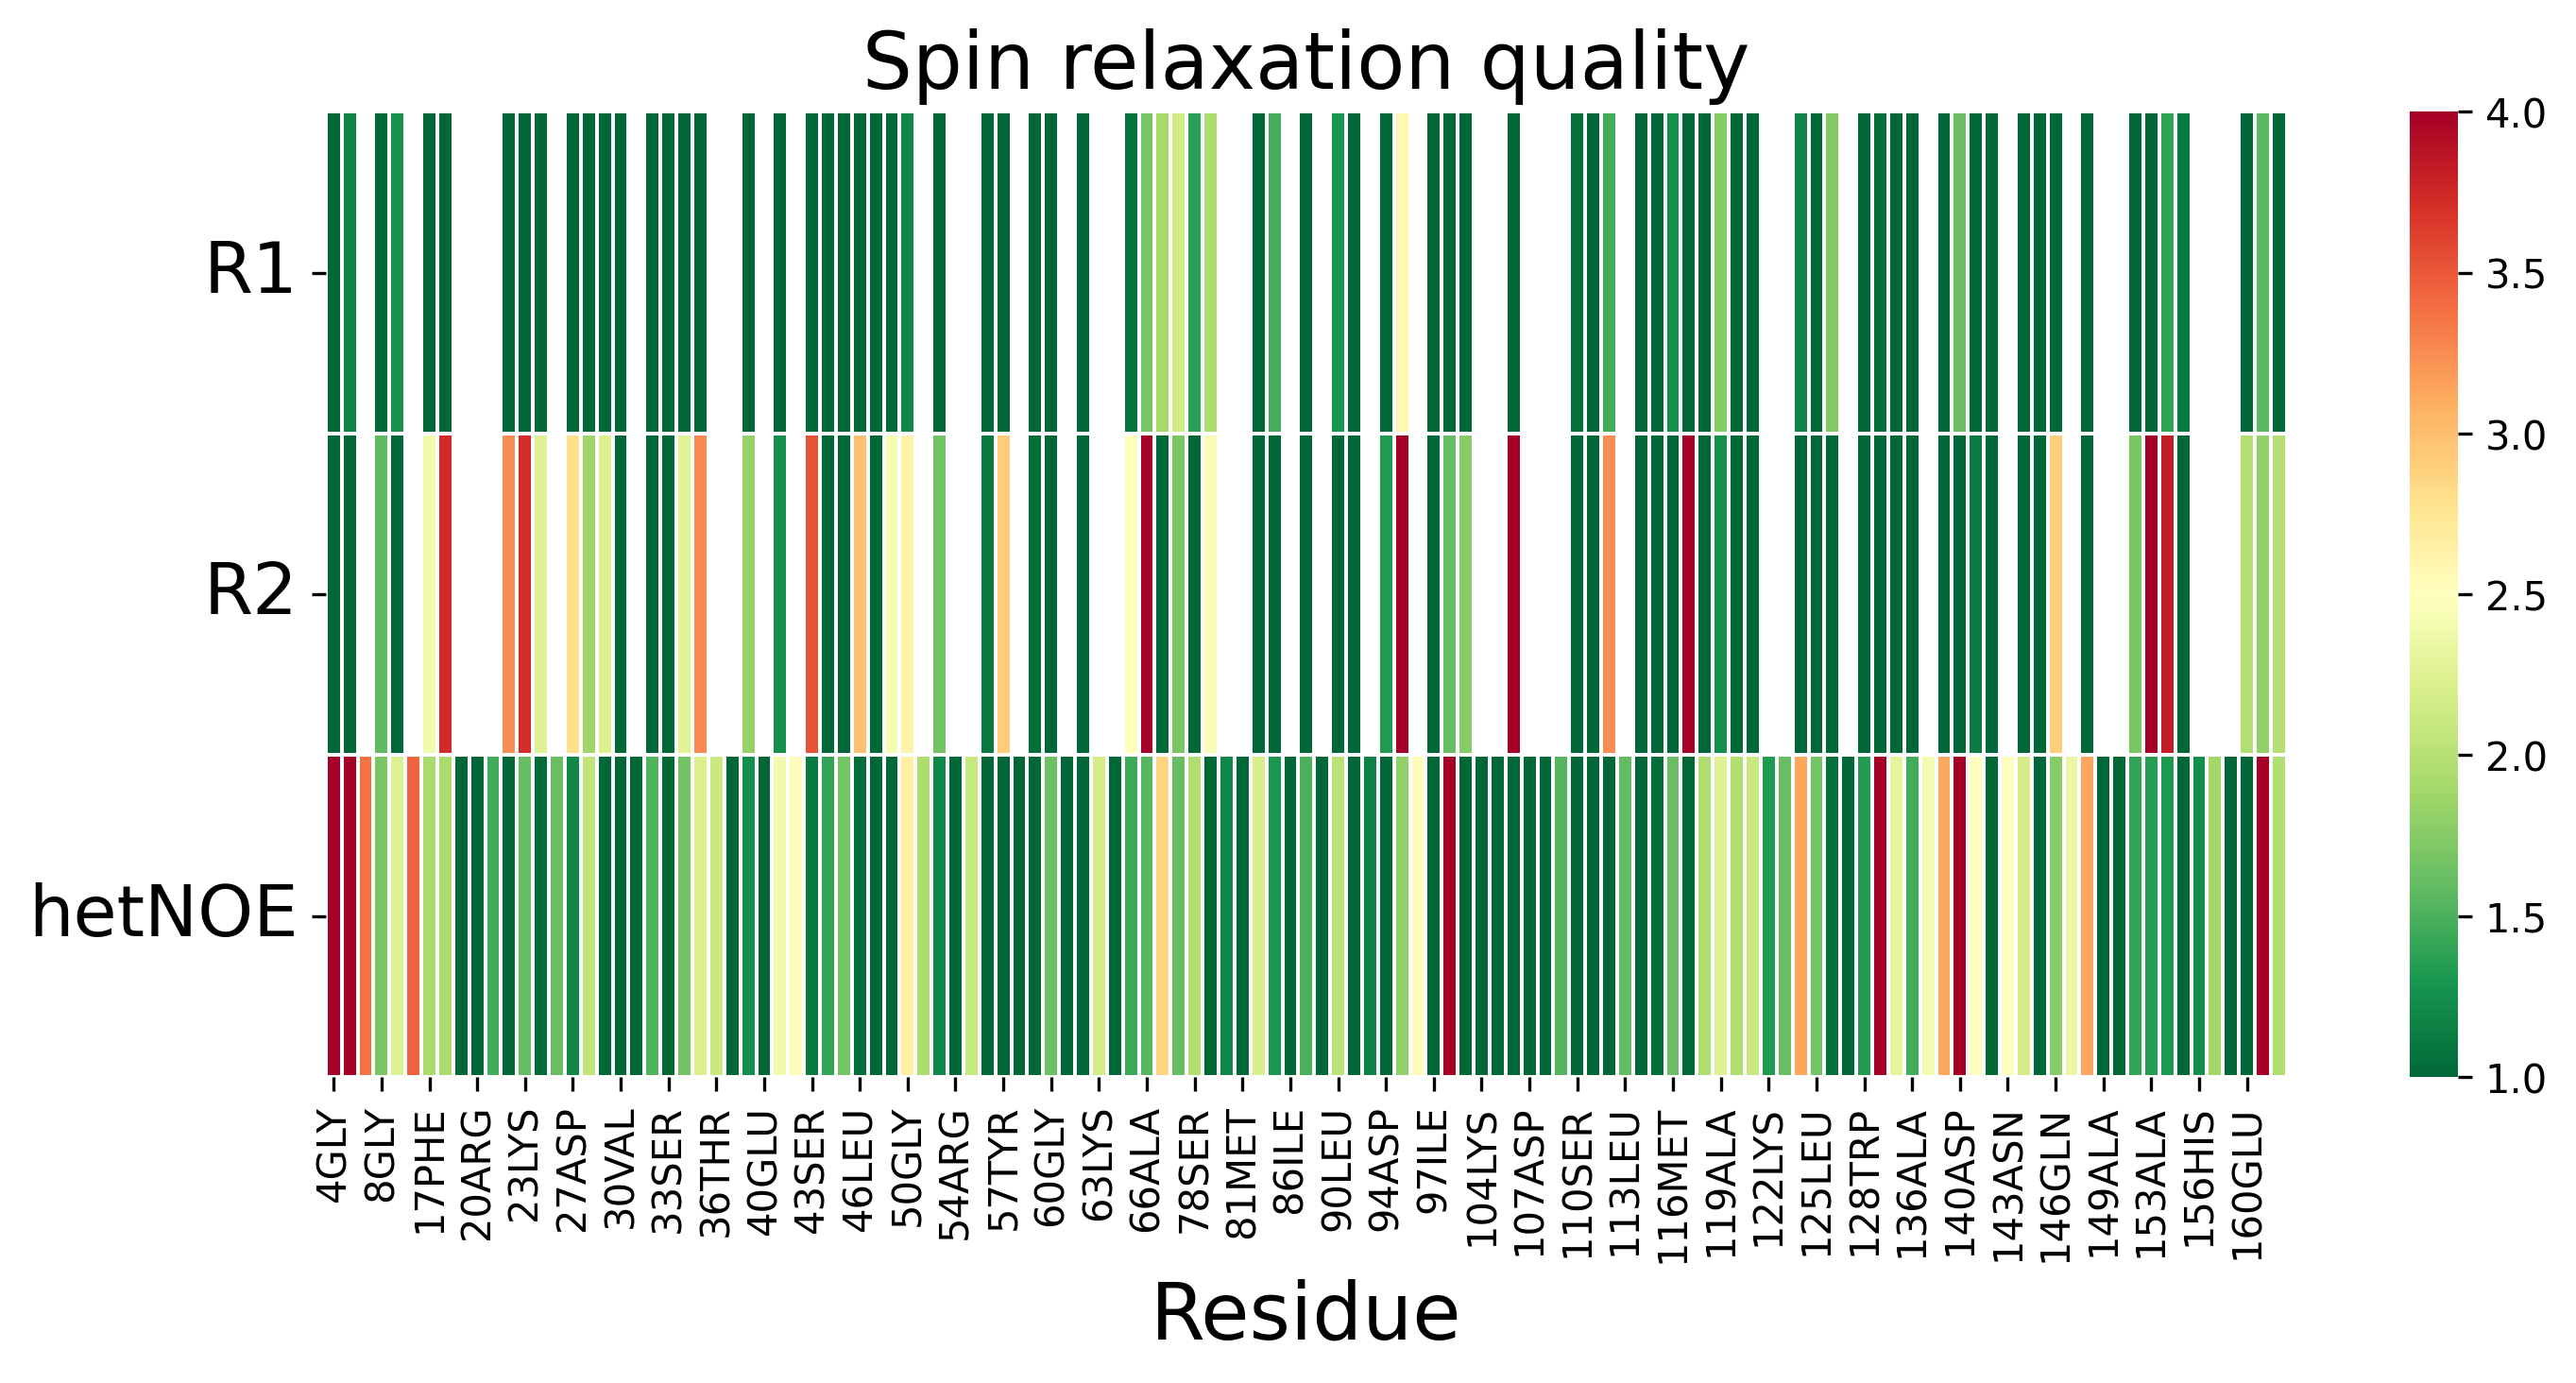 Spin relaxation quality
R1
R2
hetNOE
4GLY
8GLY
17PHE
20ARG
23LYS
27ASP
30VAL
33SER
36THR
40GLU
43SER
46LEU
50GLY
54ARG
57TYR
60GLY
63LYS
66ALA
78SER
81MET
86ILE
90LEU
94ASP
97ILE
104LYS
107ASP
110SER
113LEU
116MET
119ALA
122LYS
125LEU
128TRP
136ALA
140ASP
143ASN
146GLN
149ALA
153ALA
156HIS
160GLU
Residue
4.0
3.5
3.0
2.5
2.0
1.5
1.0